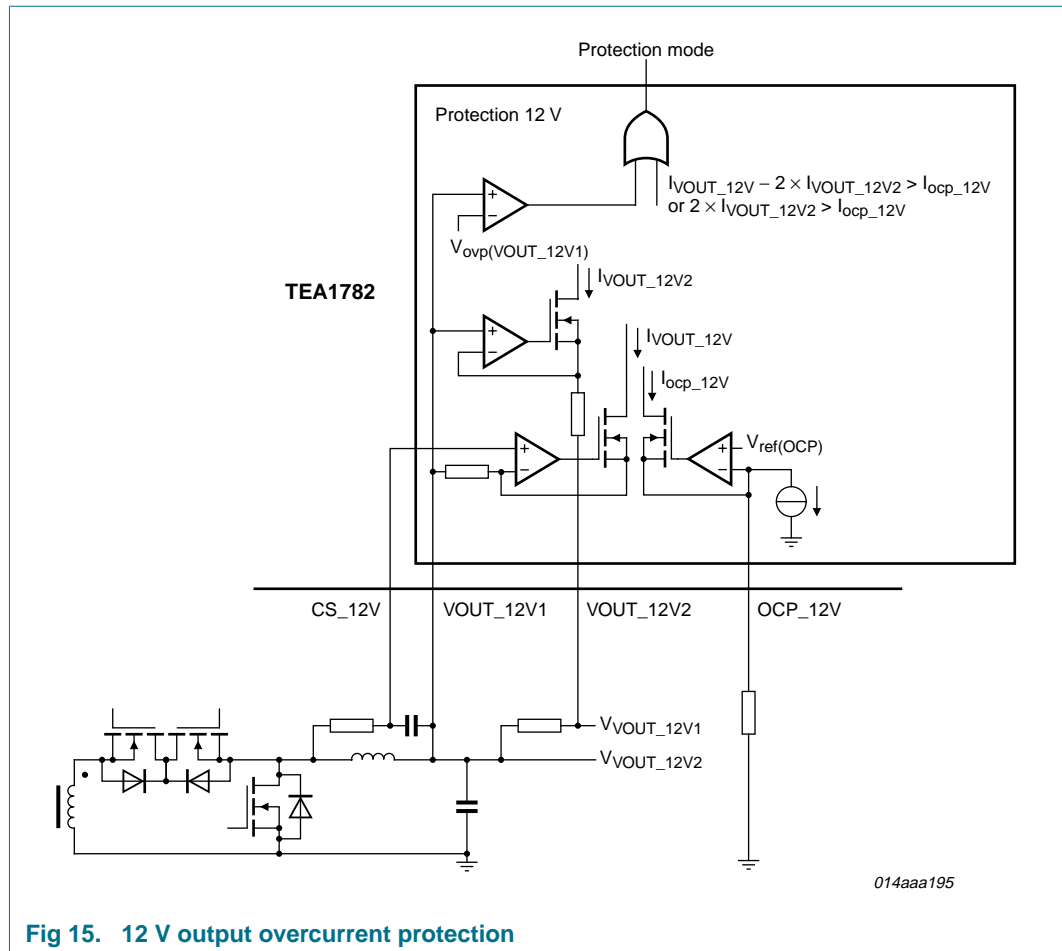 Protection mode
Protection 12 V
I_VOUT_12V − 2 × I_VOUT_12V2 > I_ocp_12V
or 2 × I_VOUT_12V2 > I_ocp_12V
+
−
V_ovp(VOUT_12V1)
TEA1782
I_VOUT_12V2
+
−
I_VOUT_12V
I_ocp_12V
+
−
+
−
V_ref(OCP)
CS_12V VOUT_12V1 VOUT_12V2 OCP_12V
V_VOUT_12V1
V_VOUT_12V2
014aaa195
Fig 15. 12 V output overcurrent protection